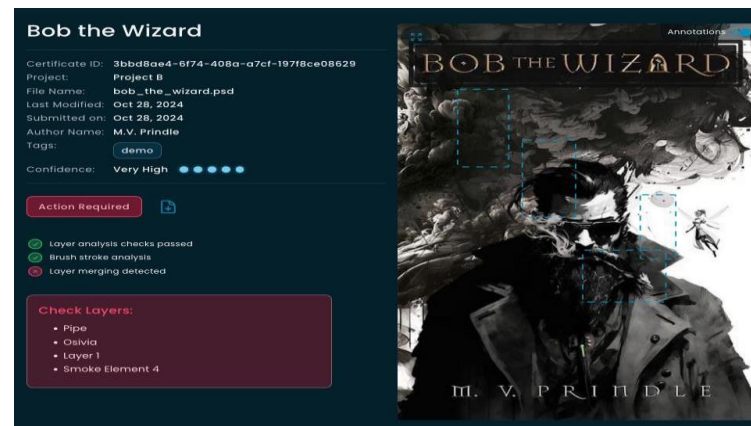 Bob the Wizard
Certificate ID: 3bbd8ae4-6f74-408a-a7cf-197f8ce08629
Project: Project B
File Name: bob_the_wizard.psd
Last Modified: Oct 28, 2024
Submitted on: Oct 28, 2024
Author Name: M.V. Prindle
Tags: demo
Confidence: Very High
Action Required
Layer analysis checks passed
Brush stroke analysis
Layer merging detected
Check Layers:
• Pipe
• Osivia
• Layer 1
• Smoke Element 4
Annotations
BOB THE WIZARD
M. V. PRINDLE